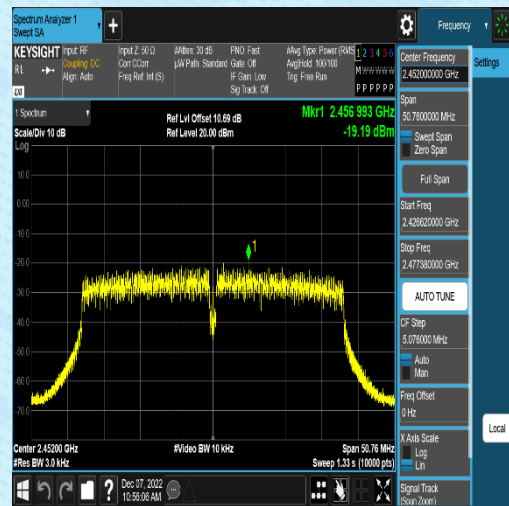 Spectrum Analyzer 1
Swept SA
+
Frequency
KEYSIGHT
RL
LXI
Input: RF
Coupling: DC
Align: Auto
Input Z: 50 Ω
Corr CCorr
Freq Ref: Int (S)
#Atten: 30 dB
µW Path: Standard
PNO: Fast
Gate: Off
IF Gain: Low
Sig Track: Off
#Avg Type: Power (RMS
Avg|Hold: 100/100
Trig: Free Run
1 2 3 4 5 6
M W W W W W
P P P P P P
1 Spectrum
Scale/Div 10 dB
Ref Lvl Offset 10.69 dB
Ref Level 20.00 dBm
Mkr1 2.456 993 GHz
-19.19 dBm
Log
10.0
0.00
-10.0
-20.0
-30.0
-40.0
-50.0
-60.0
-70.0
1
Center 2.45200 GHz
#Res BW 3.0 kHz
#Video BW 10 kHz
Span 50.76 MHz
Sweep 1.33 s (10000 pts)
Dec 07, 2022
10:56:06 AM
Center Frequency
2.452000000 GHz
Span
50.7600000 MHz
Swept Span
Zero Span
Full Span
Start Freq
2.426620000 GHz
Stop Freq
2.477380000 GHz
AUTO TUNE
CF Step
5.076000 MHz
Auto
Man
Freq Offset
0 Hz
X Axis Scale
Log
Lin
Signal Track
(Span Zoom)
Settings
Local